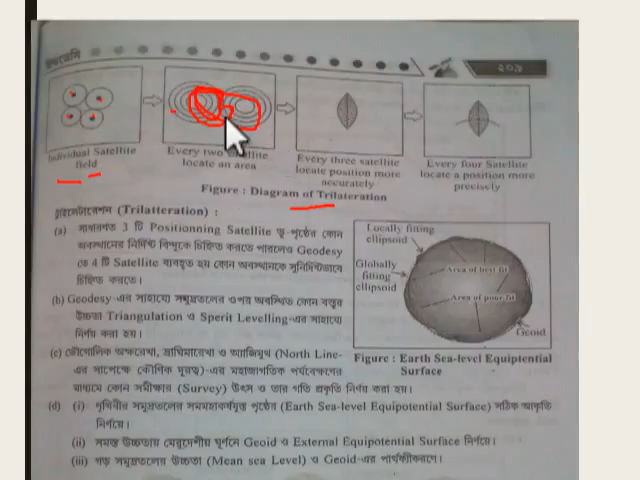 ২০৯
Individual Satellite
field
Every two
locate an area
Every three satellite
locate position more
accurately
Every four Satellite
locate a position more
precisely
Figure : Diagram of Trilateration
ট্রাইলেটারেশন (Trilatteration) :
(a) সাধারণত 3 টি Positionning Satellite ভূ-পৃষ্ঠের কোন
অবস্থানের নির্দিষ্ট বিন্দুকে চিহ্নিত করতে পারলেও Geodesy
তে 4 টি Satellite ব্যবহৃত হয় কোন অবস্থানকে সুনির্দিষ্টভাবে
চিহ্নিত করতে।
(b) Geodesy-এর সাহায্যে সমুদ্রতলের ওপর অবস্থিত কোন বস্তুর
উচ্চতা Triangulation ও Sperit Levelling-এর সাহায্যে
নির্ণয় করা হয়।
(c) ভৌগোলিক অক্ষরেখা, দ্রাঘিমারেখা ও অ্যাজিমুথ (North Line-
এর সাপেক্ষে কৌণিক দূরত্ব)-এর মহাজাগতিক পর্যবেক্ষণের
মাধ্যমে কোন সমীক্ষার (Survey) উৎস ও তার গতি প্রকৃতি নির্ণয় করা হয়।
Locally fining
ellipsoid
Globally
fitting
ellipsoid
Area of best fit
Area of poor fit
Geoid
Figure : Earth Sea-level Equiptential
Surface
(d) (i) পৃথিবীর সমুদ্রতলের সমমহাকর্ষযুক্ত পৃষ্ঠের (Earth Sea-level Equipotential Surface) সঠিক আকৃতি
নির্ণয়ে।
(ii) সমস্ত উচ্চতায় মেরুদেশীয় ঘূর্ণনে Geoid ও External Equipotential Surface নির্ণয়ে।
(iii) গড় সমুদ্রতলের উচ্চতা (Mean sea Level) ও Geoid-এর পার্থক্যীকরণে।